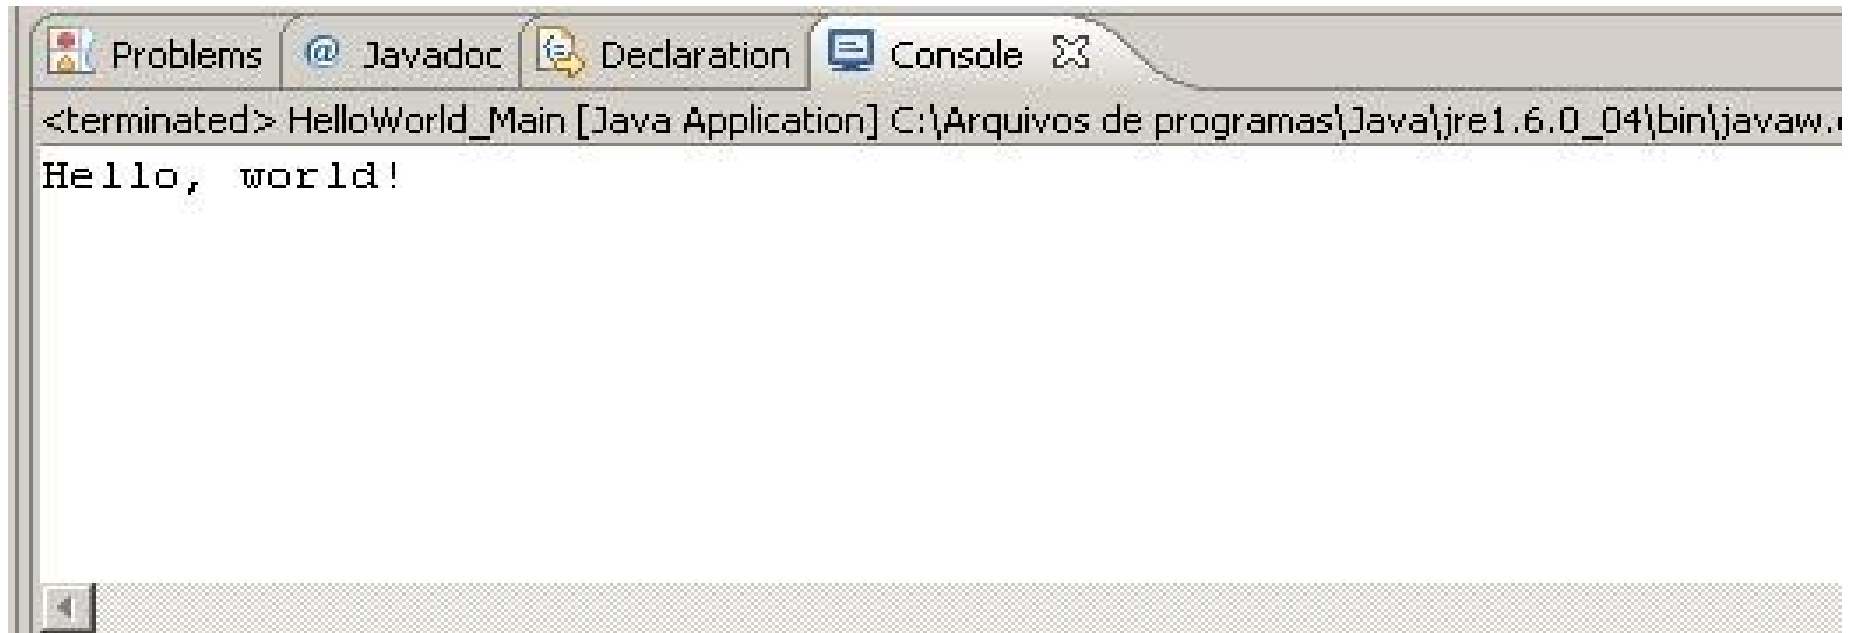 Problems @ Javadoc Declaration Console
<terminated> HelloWorld_Main [Java Application] C:\Arquivos de programas\Java\jre1.6.0_04\bin\javaw.
Hello, world!